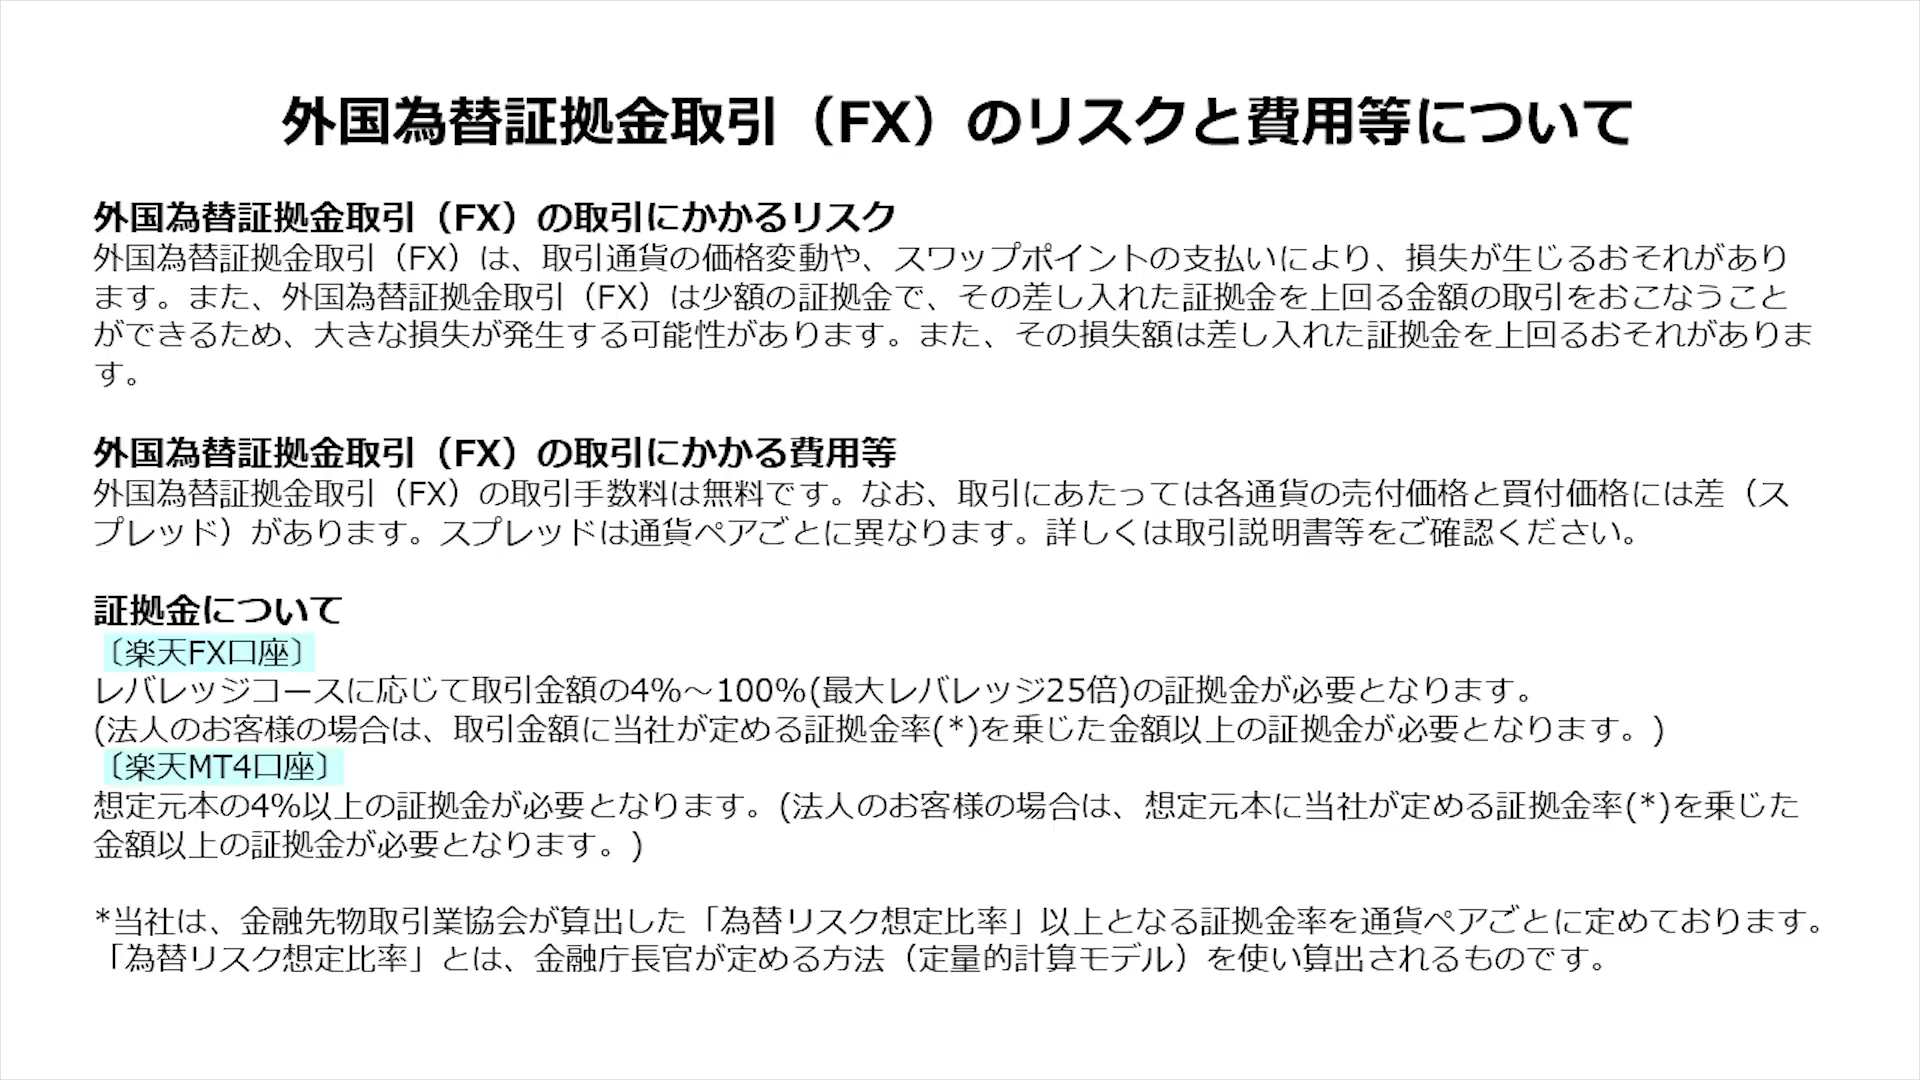 外国為替証拠金取引（FX）のリスクと費用等について
外国為替証拠金取引（FX）の取引にかかるリスク
外国為替証拠金取引（FX）は、取引通貨の価格変動や、スワップポイントの支払いにより、損失が生じるおそれがあり
ます。また、外国為替証拠金取引（FX）は少額の証拠金で、その差し入れた証拠金を上回る金額の取引をおこなうこと
ができるため、大きな損失が発生する可能性があります。また、その損失額は差し入れた証拠金を上回るおそれがありま
す。
外国為替証拠金取引（FX）の取引にかかる費用等
外国為替証拠金取引（FX）の取引手数料は無料です。なお、取引にあたっては各通貨の売付価格と買付価格には差（ス
プレッド）があります。スプレッドは通貨ペアごとに異なります。詳しくは取引説明書等をご確認ください。
証拠金について
〔楽天FX口座〕
レバレッジコースに応じて取引金額の4%～100%(最大レバレッジ25倍)の証拠金が必要となります。
(法人のお客様の場合は、取引金額に当社が定める証拠金率(*)を乗じた金額以上の証拠金が必要となります。)
〔楽天MT4口座〕
想定元本の4%以上の証拠金が必要となります。(法人のお客様の場合は、想定元本に当社が定める証拠金率(*)を乗じた
金額以上の証拠金が必要となります。)
*当社は、金融先物取引業協会が算出した「為替リスク想定比率」以上となる証拠金率を通貨ペアごとに定めております。
「為替リスク想定比率」とは、金融庁長官が定める方法（定量的計算モデル）を使い算出されるものです。